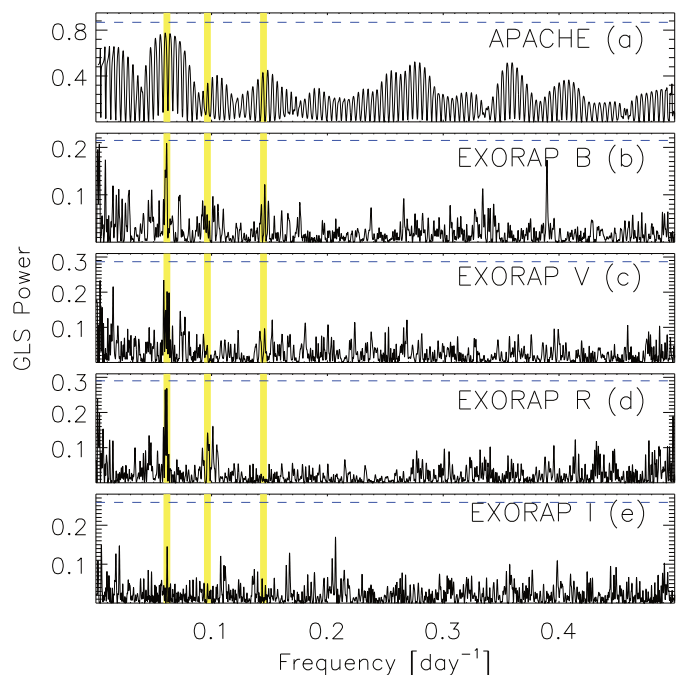 APACHE (a)
0.8
0.4
EXORAP B (b)
0.2
0.1
EXORAP V (c)
0.3
0.2
0.1
EXORAP R (d)
0.3
0.2
0.1
EXORAP I (e)
0.2
0.1
GLS Power
0.1 0.2 0.3 0.4
Frequency [day⁻¹]